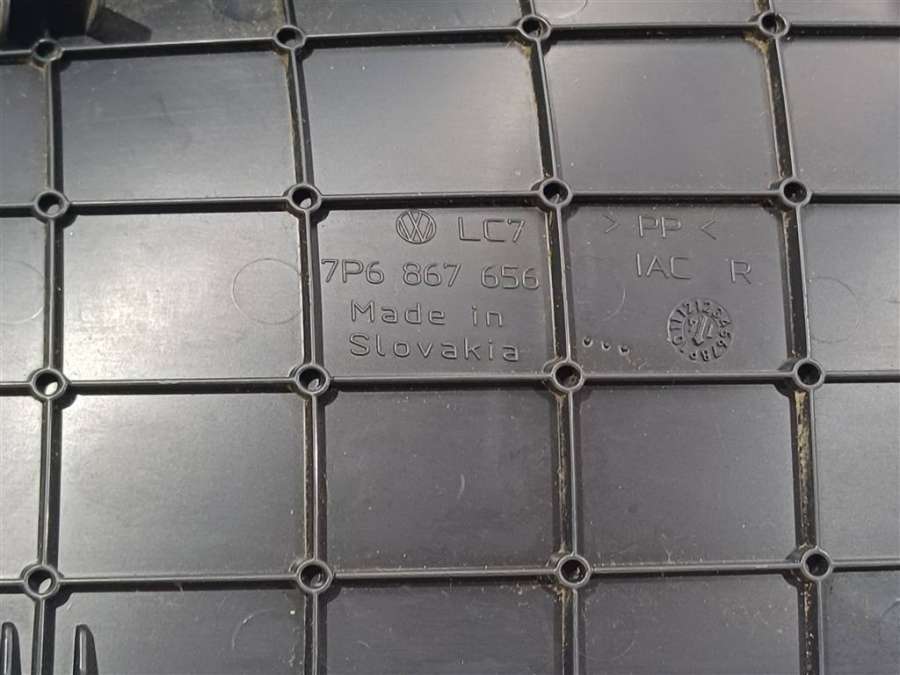 LC7
7P6 867 656
Made in
Slovakia
> PP <
IAC R